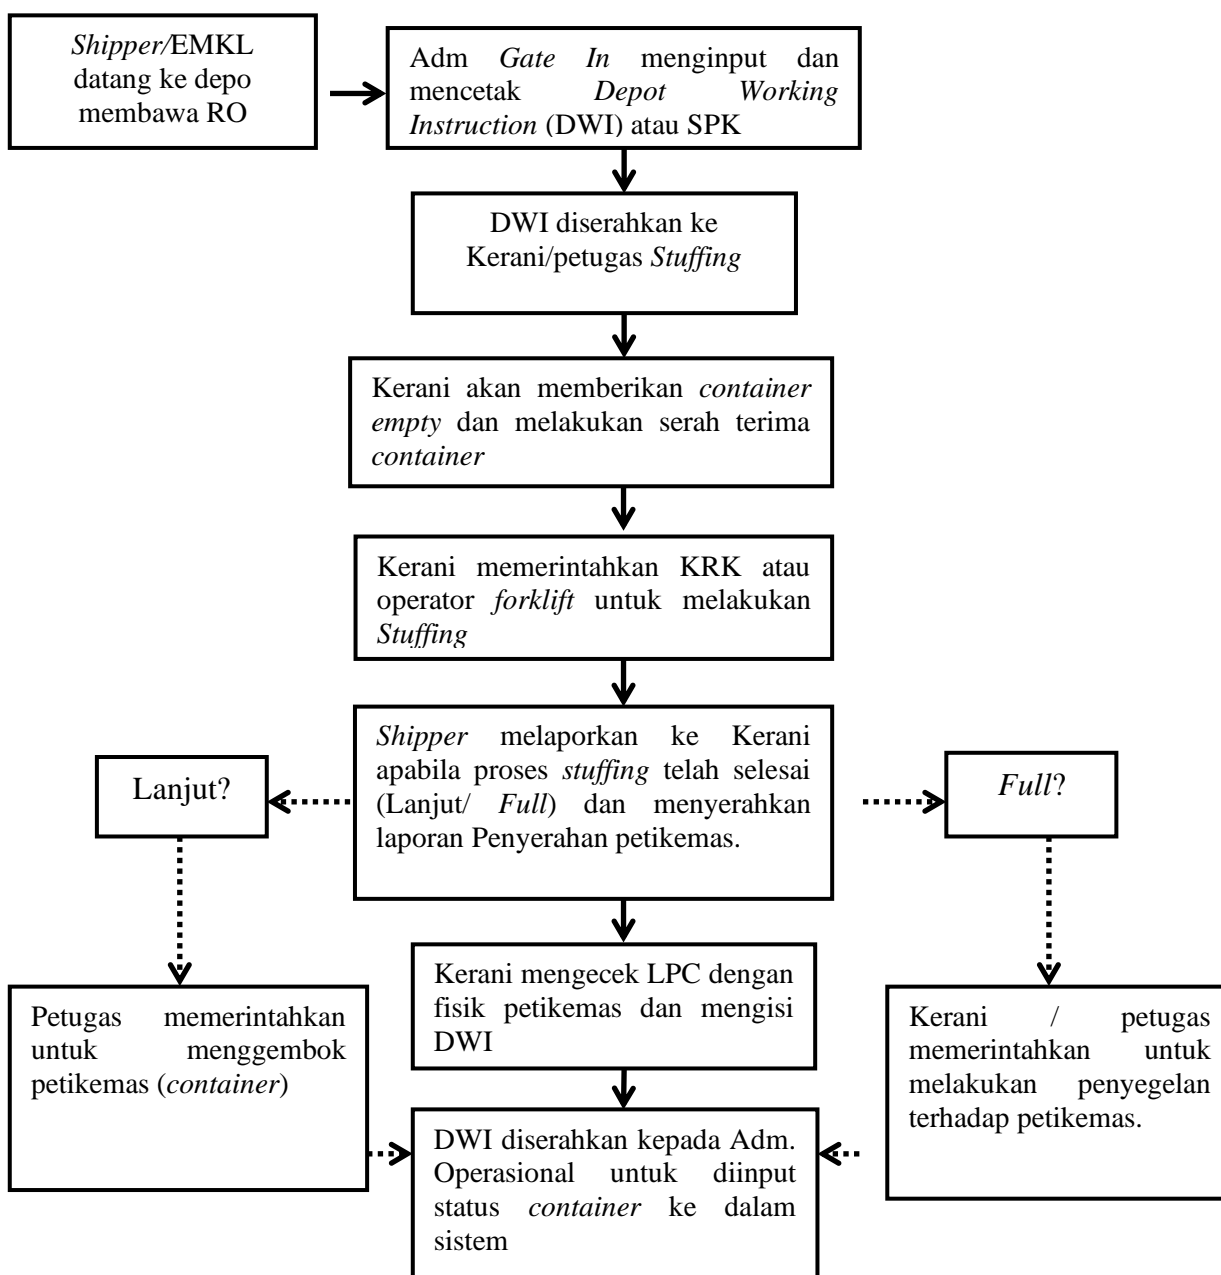 Shipper/EMKL
datang ke depo
membawa RO
Adm Gate In menginput dan
mencetak Depot Working
Instruction (DWI) atau SPK
DWI diserahkan ke
Kerani/petugas Stuffing
Kerani akan memberikan container
empty dan melakukan serah terima
container
Kerani memerintahkan KRK atau
operator forklift untuk melakukan
Stuffing
Shipper melaporkan ke Kerani
apabila proses stuffing telah selesai
(Lanjut/ Full) dan menyerahkan
laporan Penyerahan petikemas.
Lanjut?
Full?
Kerani mengecek LPC dengan
fisik petikemas dan mengisi
DWI
Petugas memerintahkan
untuk menggembok
petikemas (container)
Kerani / petugas
memerintahkan untuk
melakukan penyegelan
terhadap petikemas.
DWI diserahkan kepada Adm.
Operasional untuk diinput
status container ke dalam
sistem